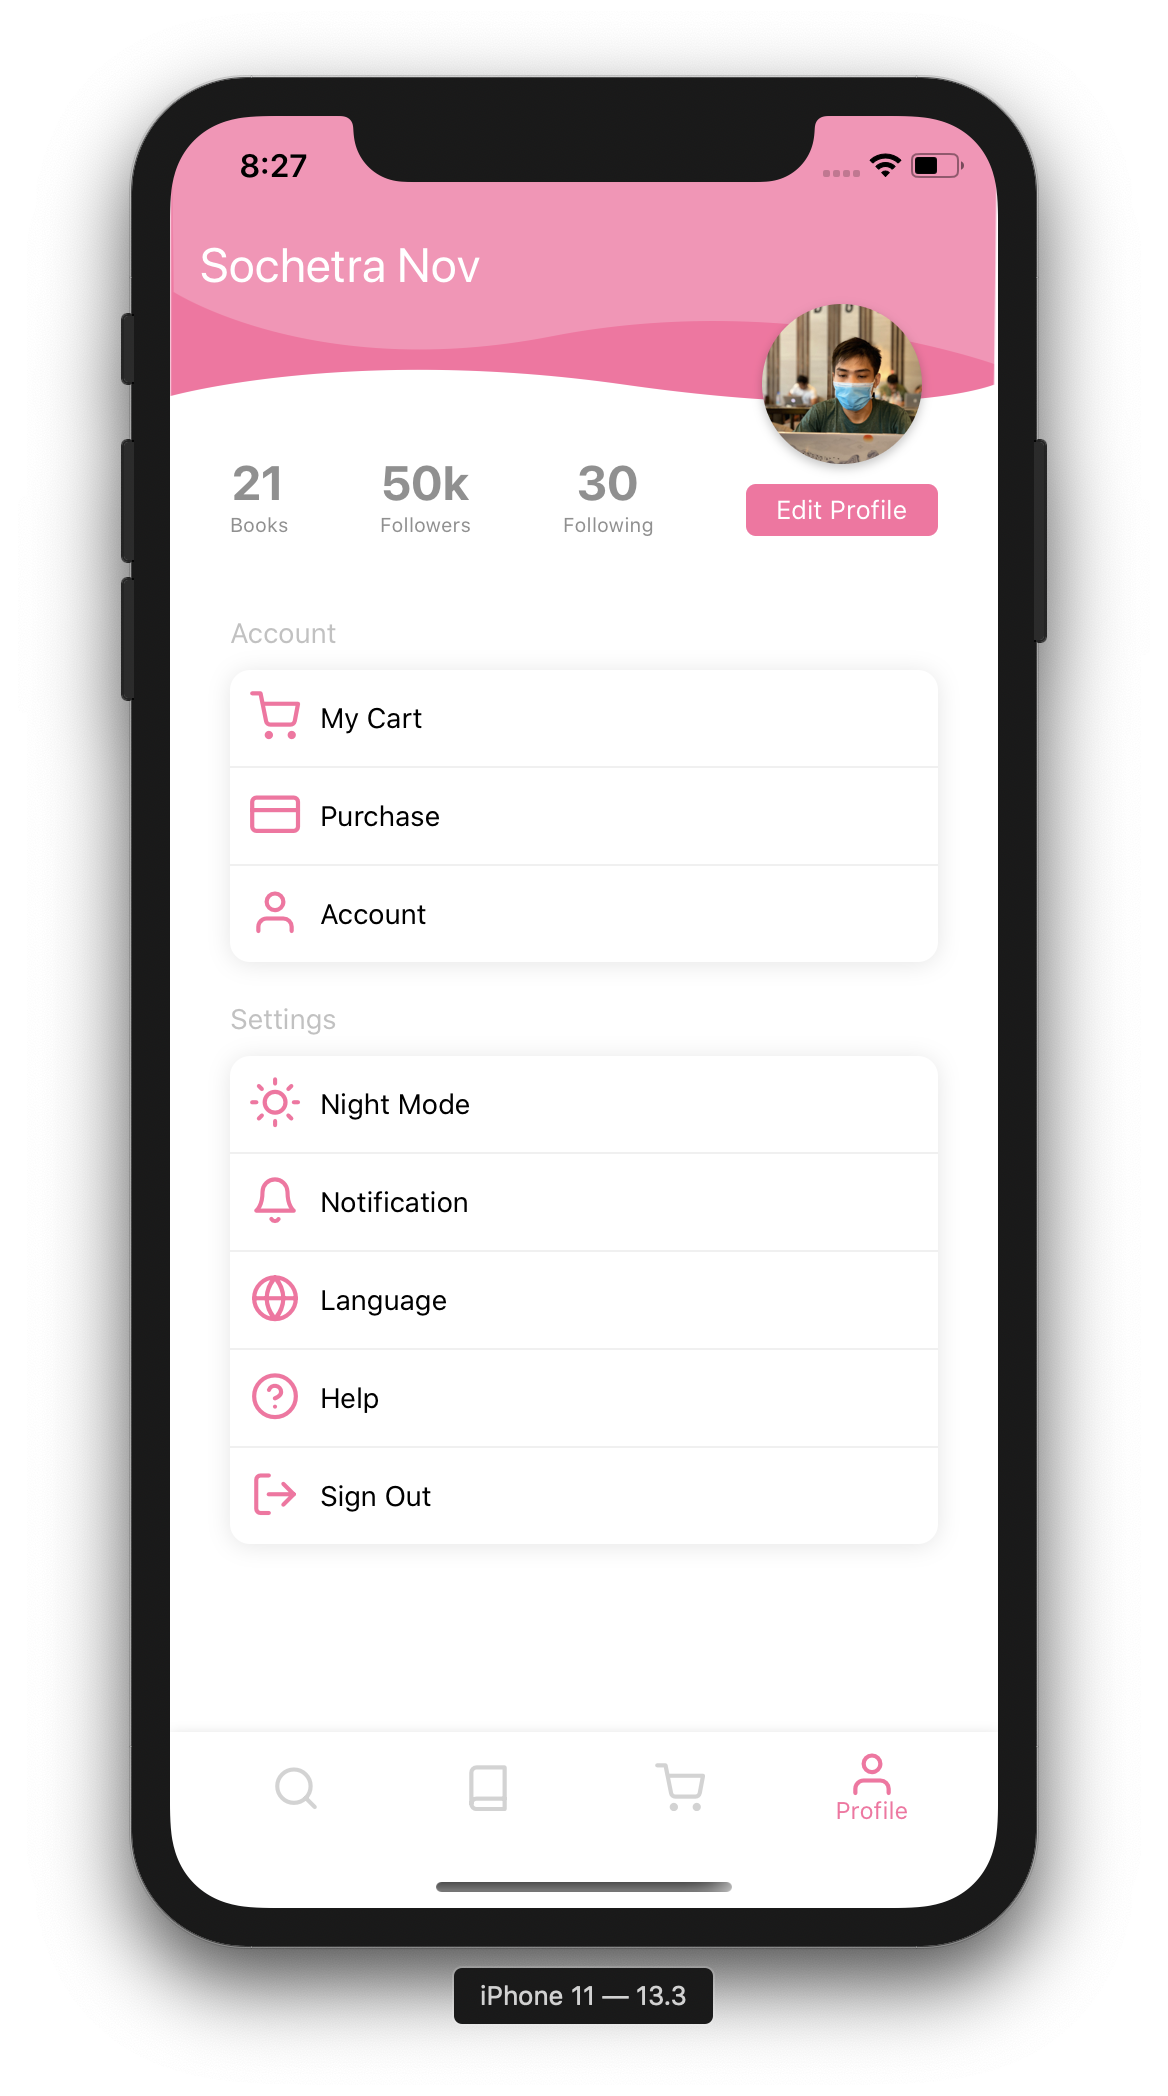 8:27
Sochetra Nov
21 50k 30
Books Followers Following
Edit Profile
Account
My Cart
Purchase
Account
Settings
Night Mode
Notification
Language
Help
Sign Out
Profile
iPhone 11 — 13.3